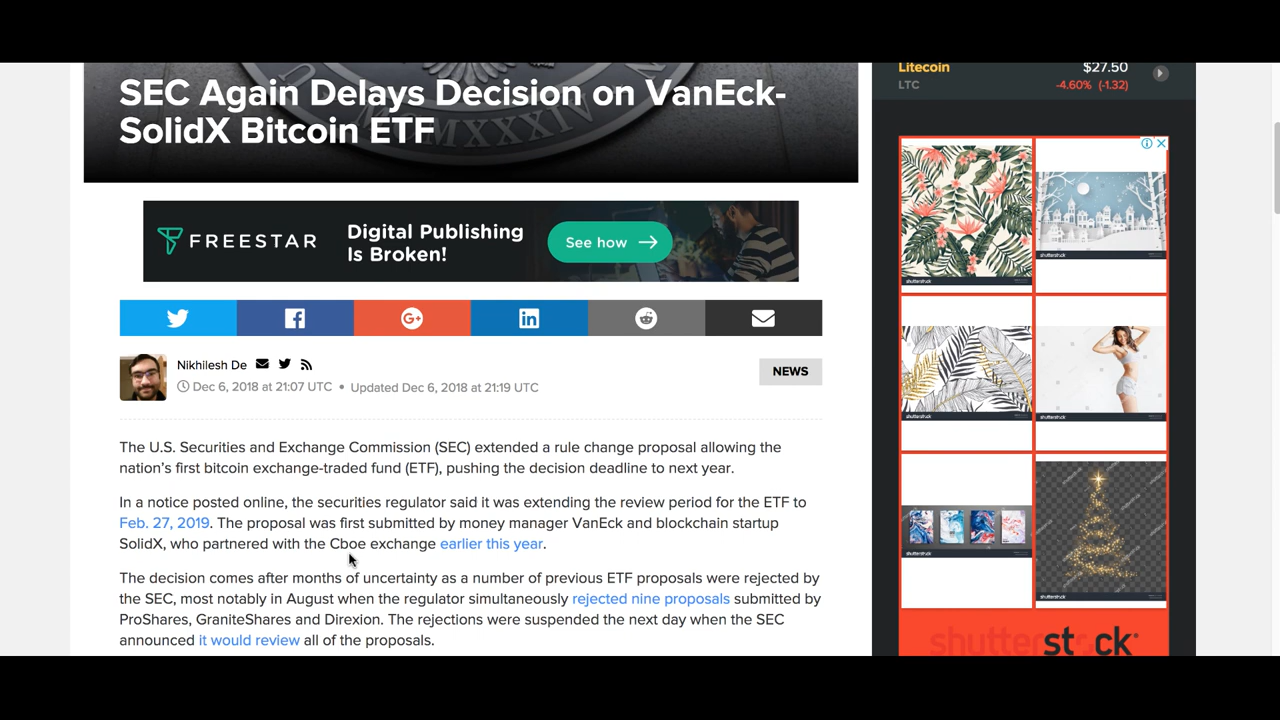 SEC Again Delays Decision on VanEck-
SolidX Bitcoin ETF
FREESTAR
Digital Publishing
Is Broken!
See how
Nikhilesh De
Dec 6, 2018 at 21:07 UTC • Updated Dec 6, 2018 at 21:19 UTC
NEWS
The U.S. Securities and Exchange Commission (SEC) extended a rule change proposal allowing the
nation's first bitcoin exchange-traded fund (ETF), pushing the decision deadline to next year.
In a notice posted online, the securities regulator said it was extending the review period for the ETF to
Feb. 27, 2019. The proposal was first submitted by money manager VanEck and blockchain startup
SolidX, who partnered with the Cboe exchange earlier this year.
The decision comes after months of uncertainty as a number of previous ETF proposals were rejected by
the SEC, most notably in August when the regulator simultaneously rejected nine proposals submitted by
ProShares, GraniteShares and Direxion. The rejections were suspended the next day when the SEC
announced it would review all of the proposals.
Litecoin $27.50
LTC -4.60% (-1.32)
shutterstock